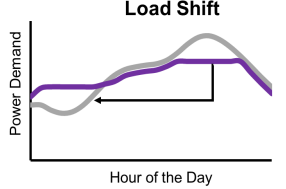 Load Shift
Power Demand
Hour of the Day